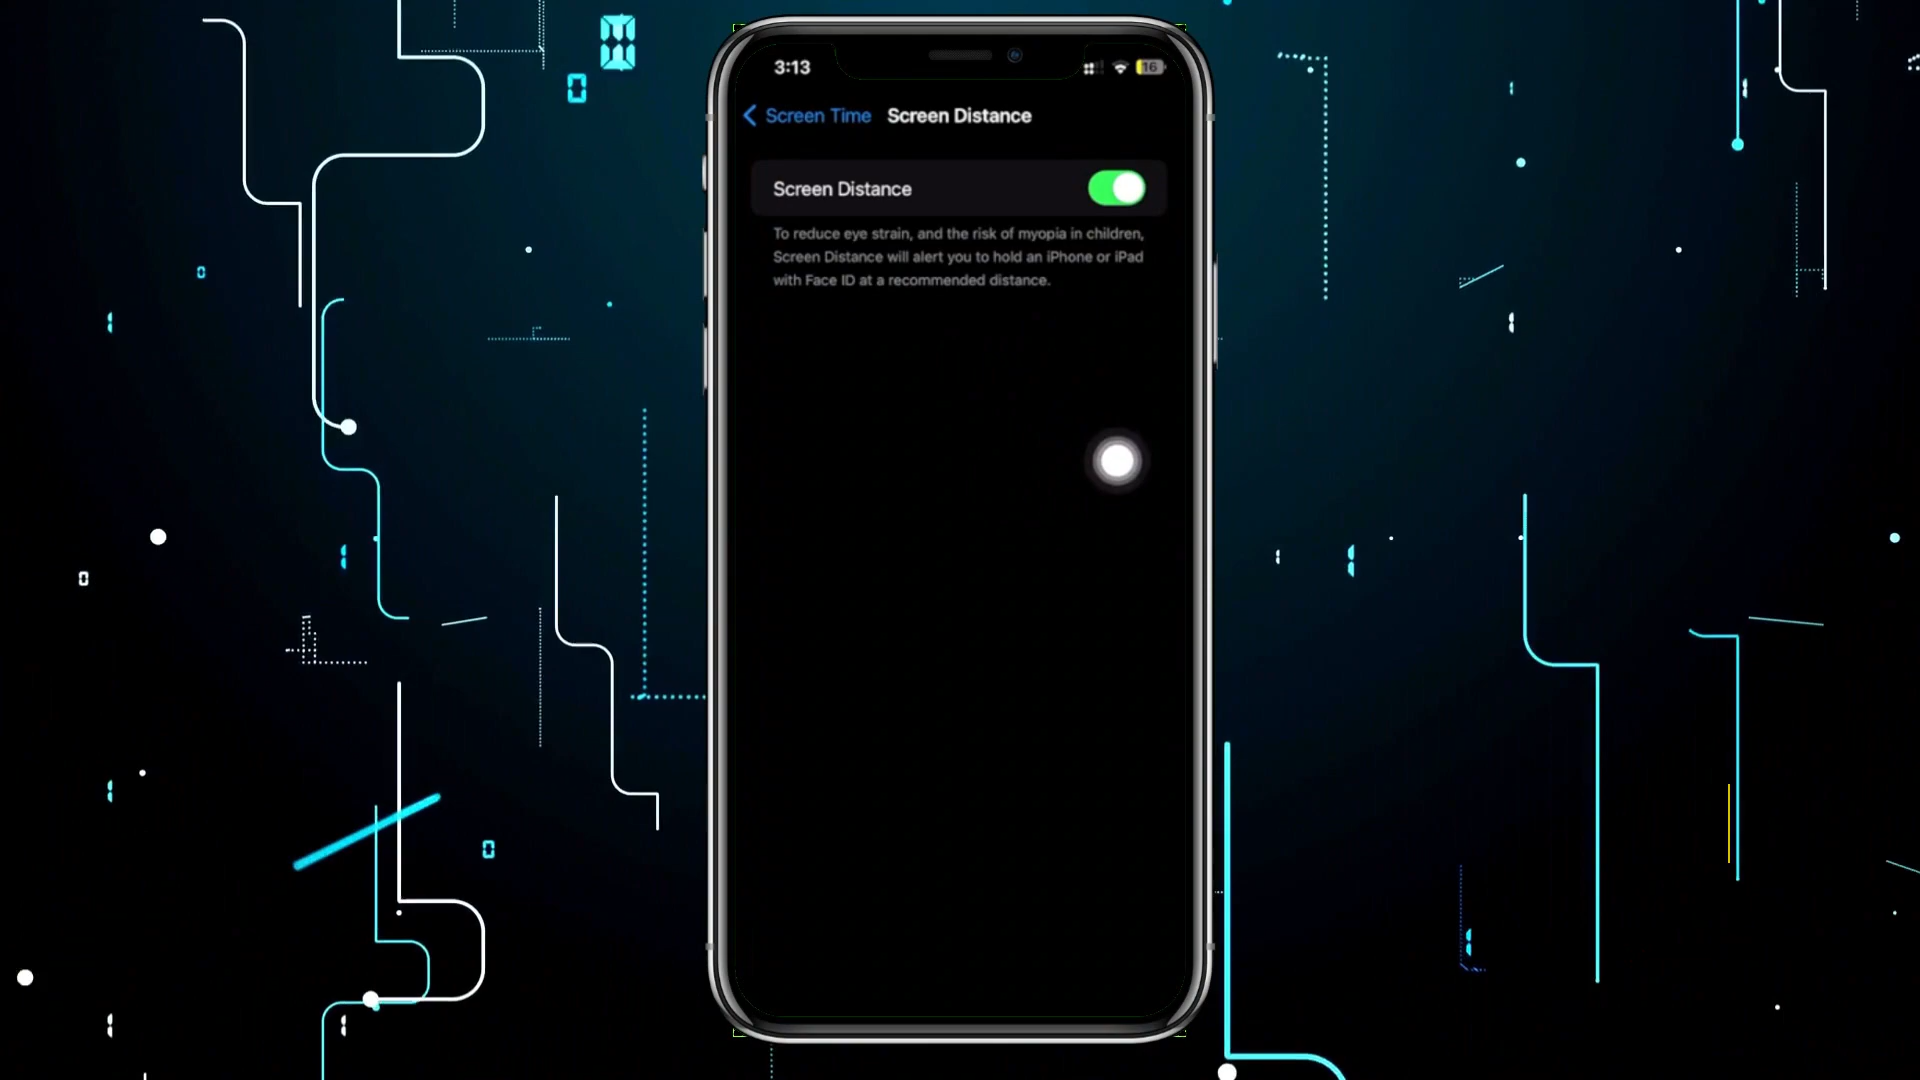 3:13
16
Screen Time
Screen Distance
Screen Distance
To reduce eye strain, and the risk of myopia in children,
Screen Distance will alert you to hold an iPhone or iPad
with Face ID at a recommended distance.